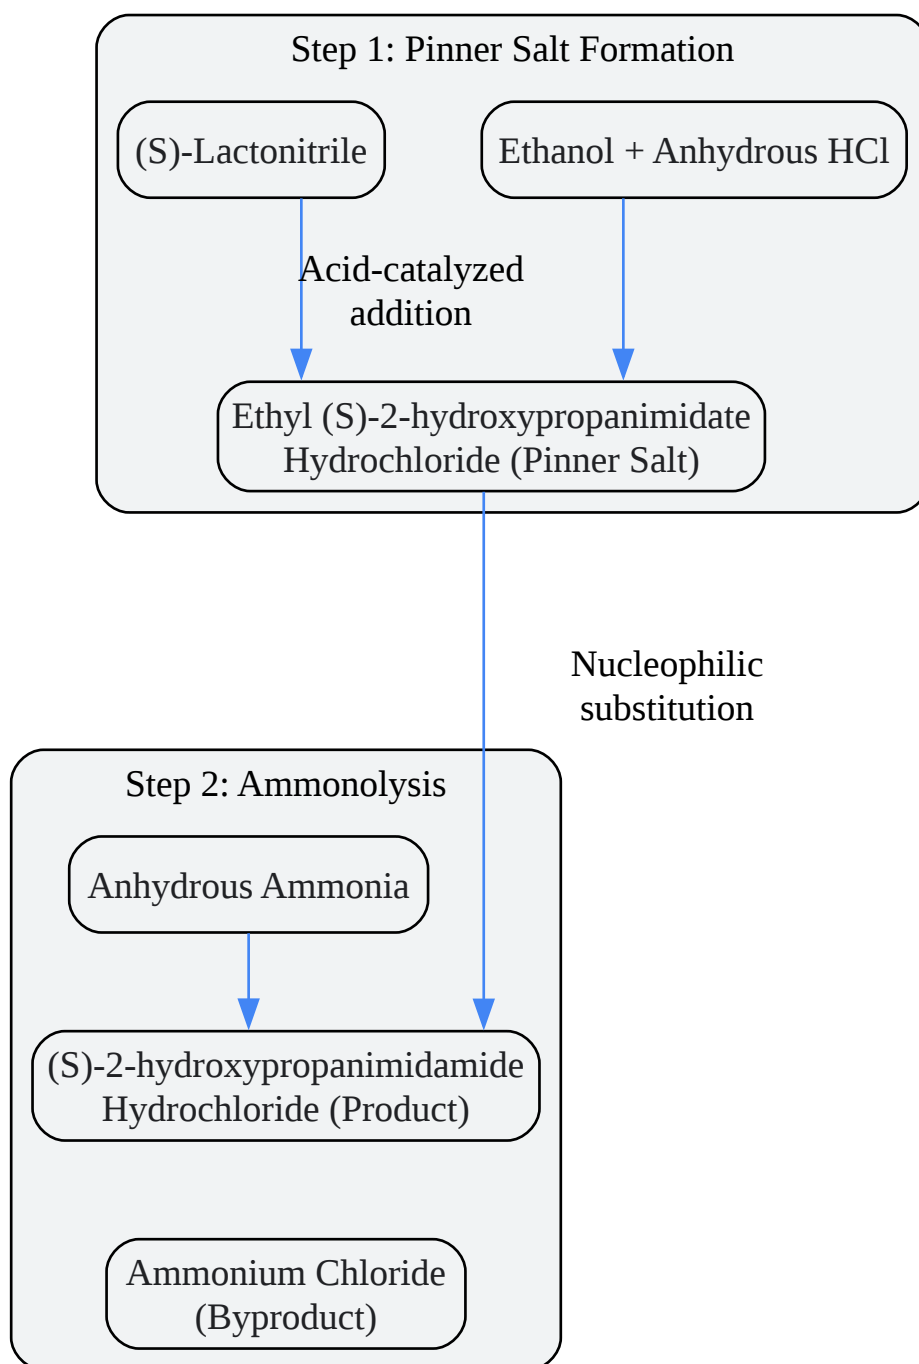 Step 1: Pinner Salt Formation
(S)-Lactonitrile
Ethanol + Anhydrous HCl
Acid-catalyzed
addition
Ethyl (S)-2-hydroxypropanimidate
Hydrochloride (Pinner Salt)
Nucleophilic
substitution
Step 2: Ammonolysis
Anhydrous Ammonia
(S)-2-hydroxypropanimidamide
Hydrochloride (Product)
Ammonium Chloride
(Byproduct)